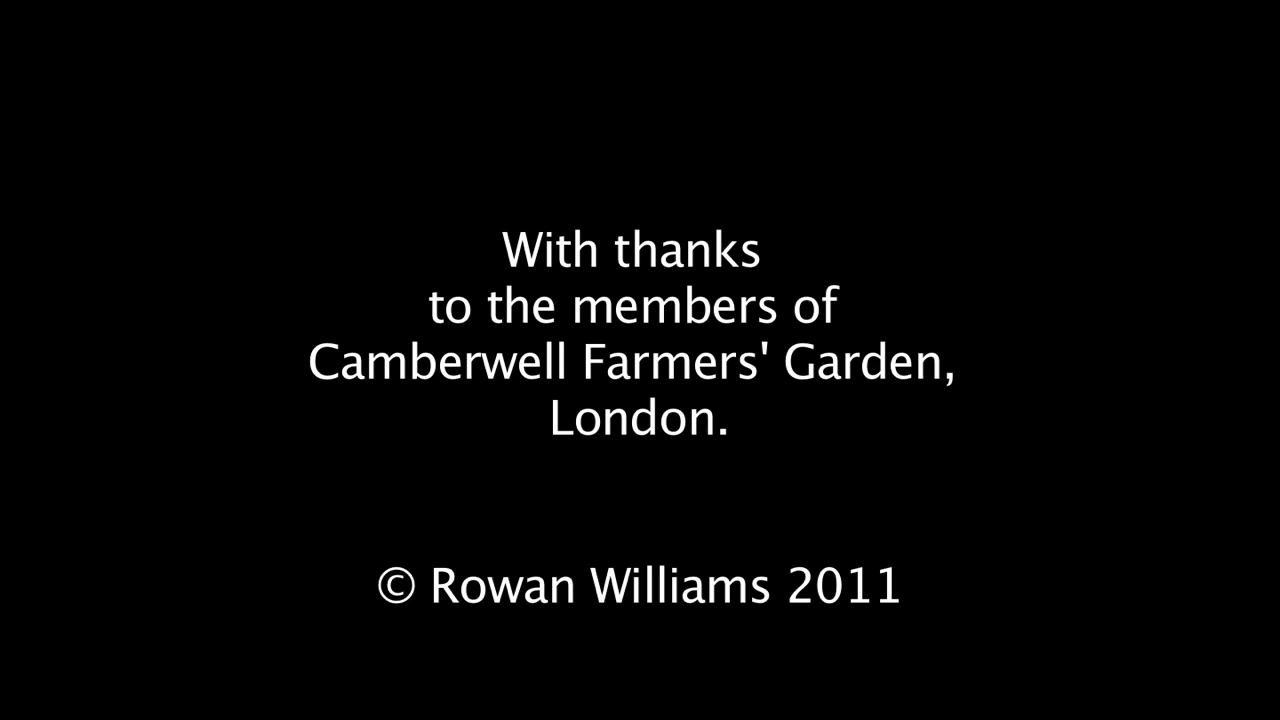 With thanks
to the members of
Camberwell Farmers' Garden,
London.
© Rowan Williams 2011